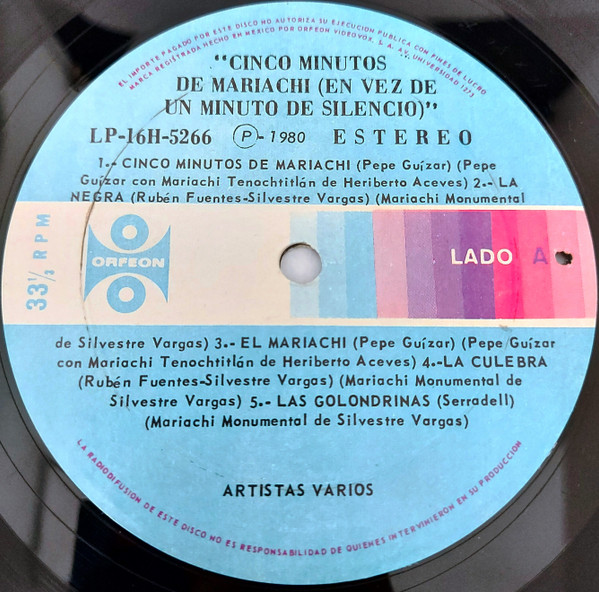 EL IMPORTE PAGADO POR ESTE DISCO NO AUTORIZA SU EJECUCION PUBLICA CON FINES DE LUCRO
MARCA REGISTRADA HECHO EN MEXICO POR ORFEON VIDEOVOX, S. A. AV. UNIVERSIDAD 1273
"CINCO MINUTOS
DE MARIACHI (EN VEZ DE
UN MINUTO DE SILENCIO)"
LP-16H-5266 Ⓟ-1980 ESTEREO
1.- CINCO MINUTOS DE MARIACHI (Pepe Guízar) (Pepe
Guízar con Mariachi Tenochtitlán de Heriberto Aceves) 2.- LA
NEGRA (Rubén Fuentes-Silvestre Vargas) (Mariachi Monumental
33⅓ RPM
ORFEON
LADO A
de Silvestre Vargas) 3.- EL MARIACHI (Pepe Guízar) (Pepe Guízar
con Mariachi Tenochtitlán de Heriberto Aceves) 4.-LA CULEBRA
(Rubén Fuentes-Silvestre Vargas) (Mariachi Monumental de
Silvestre Vargas) 5.- LAS GOLONDRINAS (Serradell)
(Mariachi Monumental de Silvestre Vargas)
ARTISTAS VARIOS
LA RADIODIFUSION DE ESTE DISCO NO ES RESPONSABILIDAD DE QUIENES INTERVINIERON EN SU PRODUCCION